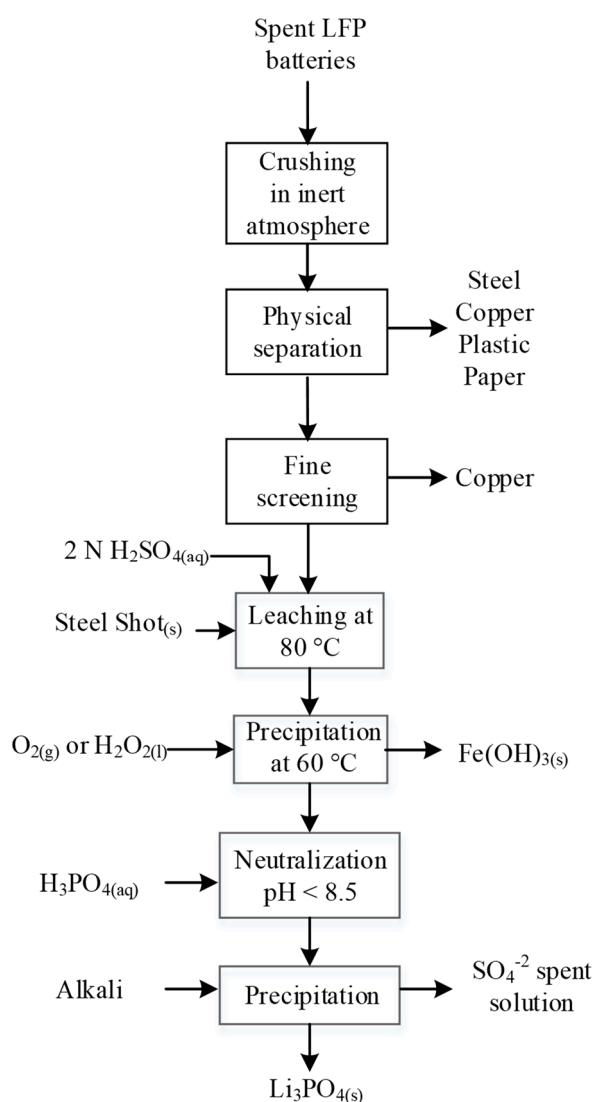 Spent LFP
batteries
Crushing
in inert
atmosphere
Physical
separation
Steel
Copper
Plastic
Paper
Fine
screening
Copper
2 N H₂SO₄(aq)
Steel Shot(s)
Leaching at
80 °C
O₂(g) or H₂O₂(l)
Precipitation
at 60 °C
Fe(OH)₃(s)
H₃PO₄(aq)
Neutralization
pH < 8.5
Alkali
Precipitation
SO₄⁻² spent
solution
Li₃PO₄(s)